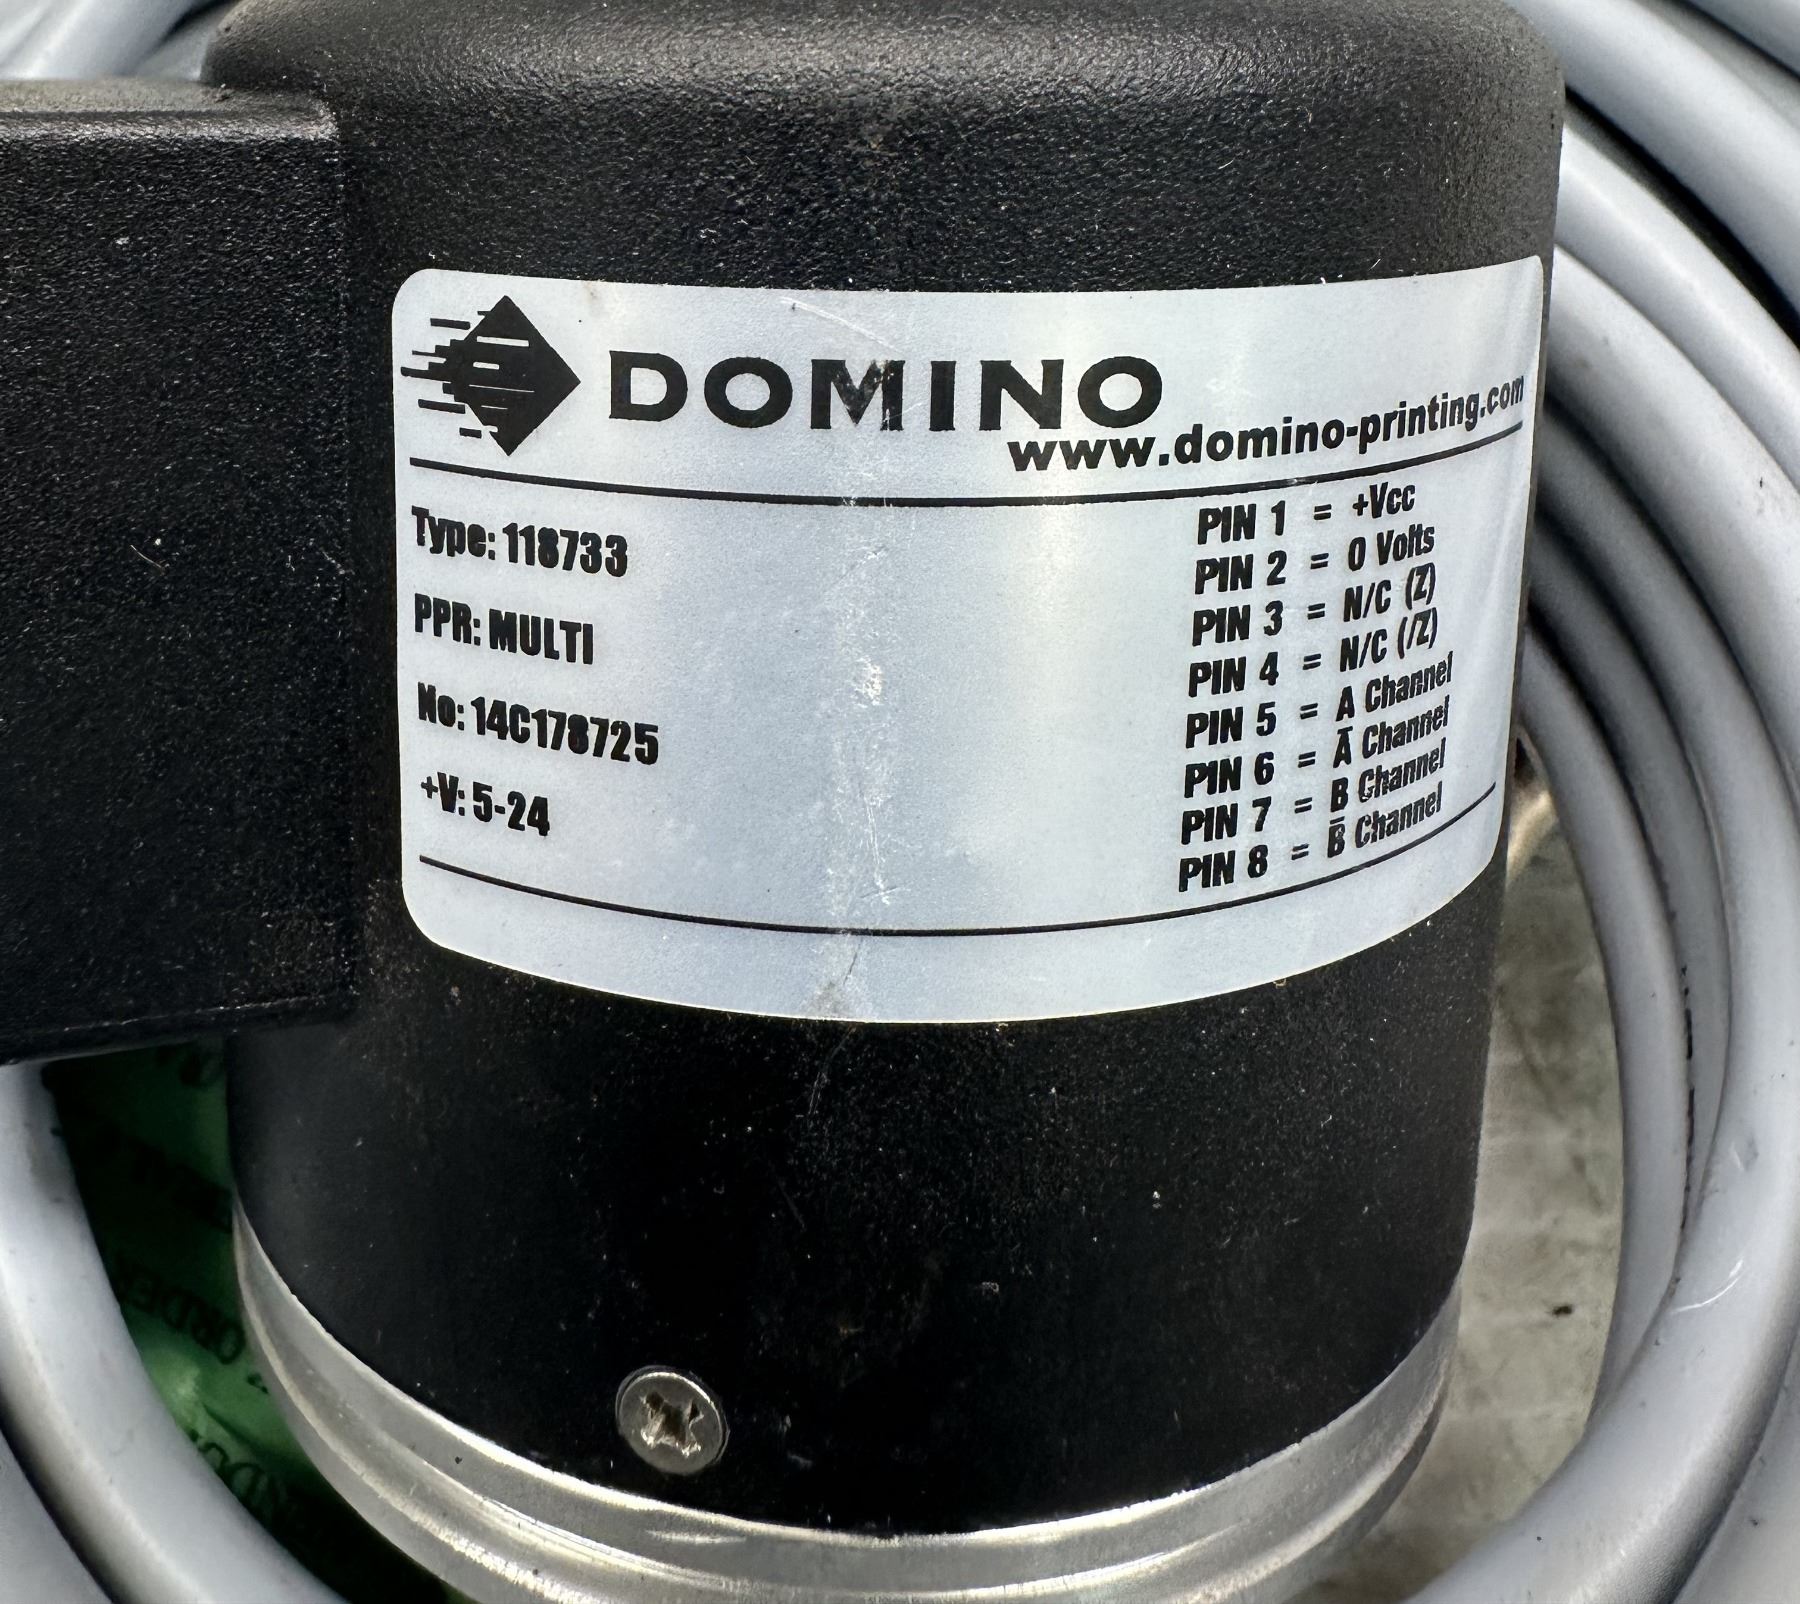 DOMINO
www.domino-printing.com
Type: 118733
PPR: MULTI
No: 14C178725
+V: 5-24
PIN 1 = +Vcc
PIN 2 = 0 Volts
PIN 3 = N/C (Z)
PIN 4 = N/C (/Z)
PIN 5 = A Channel
PIN 6 = A̅ Channel
PIN 7 = B Channel
PIN 8 = B̅ Channel